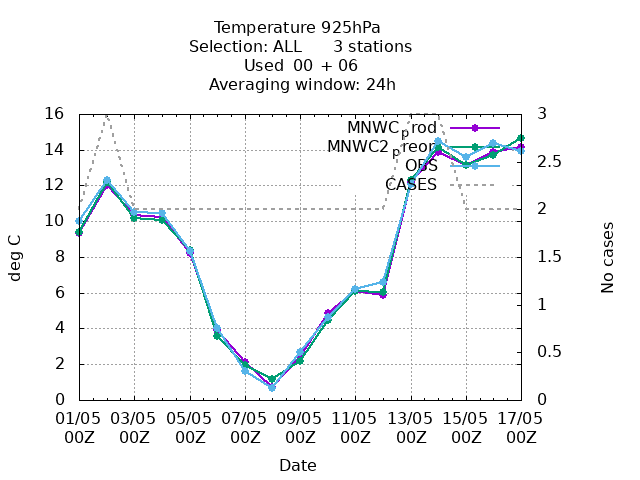 Temperature 925hPa
Selection: ALL 3 stations
Used 00 + 06
Averaging window: 24h
MNWCprod
MNWC2preop
OBS
CASES
deg C
No cases
16
14
12
10
8
6
4
2
0
3
2.5
2
1.5
1
0.5
0
01/05 03/05 05/05 07/05 09/05 11/05 13/05 15/05 17/05
00Z 00Z 00Z 00Z 00Z 00Z 00Z 00Z 00Z
Date